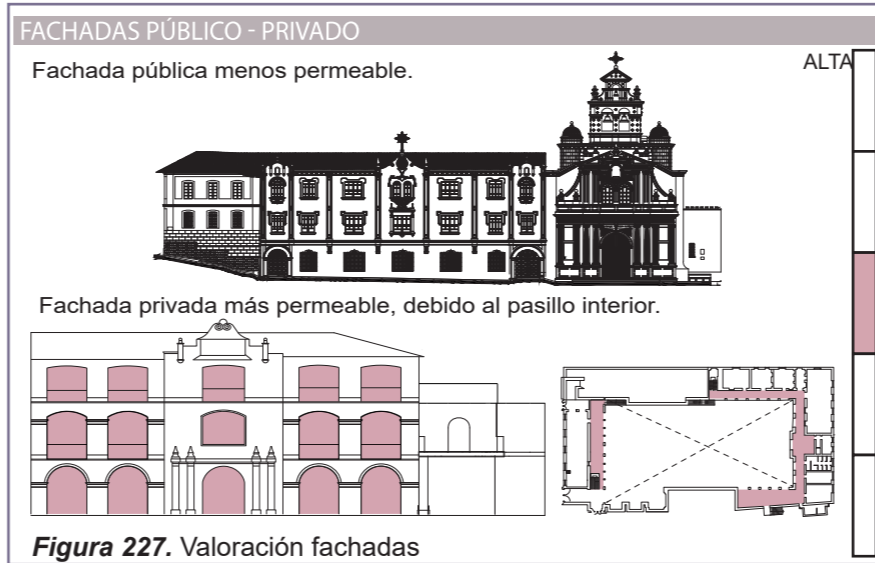 FACHADAS PÚBLICO - PRIVADO
Fachada pública menos permeable.
ALTA
Fachada privada más permeable, debido al pasillo interior.
Figura 227. Valoración fachadas